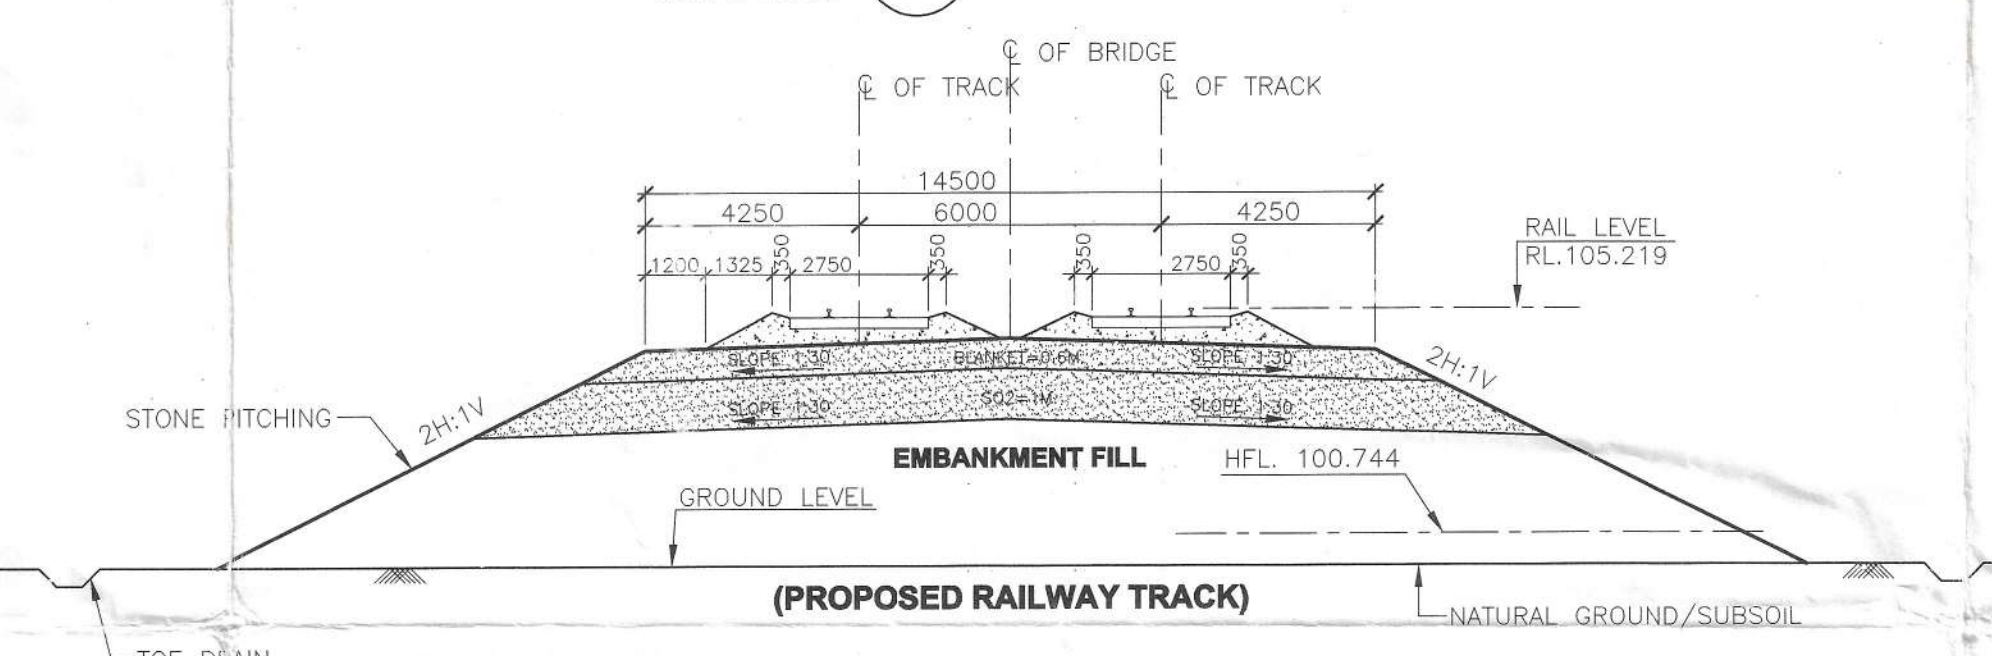 ℄ OF BRIDGE
℄ OF TRACK
℄ OF TRACK
14500
4250
6000
4250
1200
1325
350
2750
350
350
2750
350
RAIL LEVEL
RL.105.219
SLOPE 1:30
BLANKET=0.6M
SLOPE 1:30
2H:1V
2H:1V
SLOPE 1:30
SQ2=1M
SLOPE 1:30
STONE PITCHING
EMBANKMENT FILL
HFL. 100.744
GROUND LEVEL
(PROPOSED RAILWAY TRACK)
NATURAL GROUND/SUBSOIL
TOE DRAIN